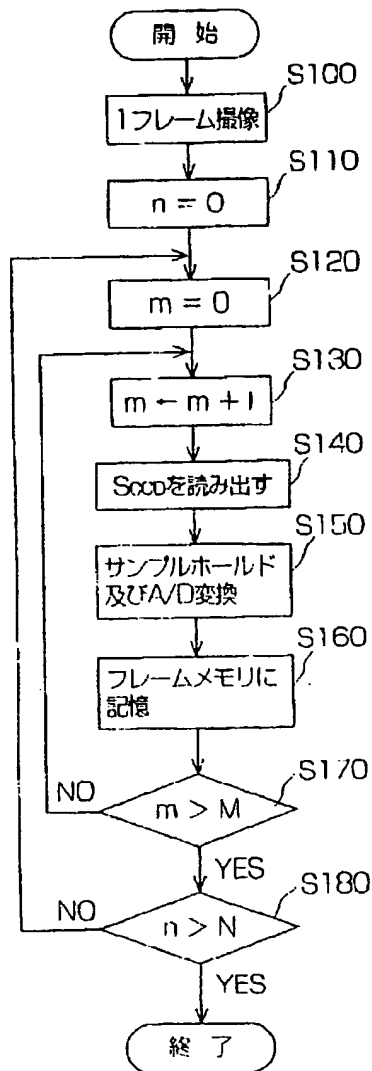 開 始
S100
1フレーム撮像
S110
n = 0
S120
m = 0
S130
m ← m + 1
S140
SCCDを読み出す
S150
サンプルホールド
及びA/D変換
S160
フレームメモリに
記憶
S170
NO
m > M
YES
S180
NO
n > N
YES
終 了